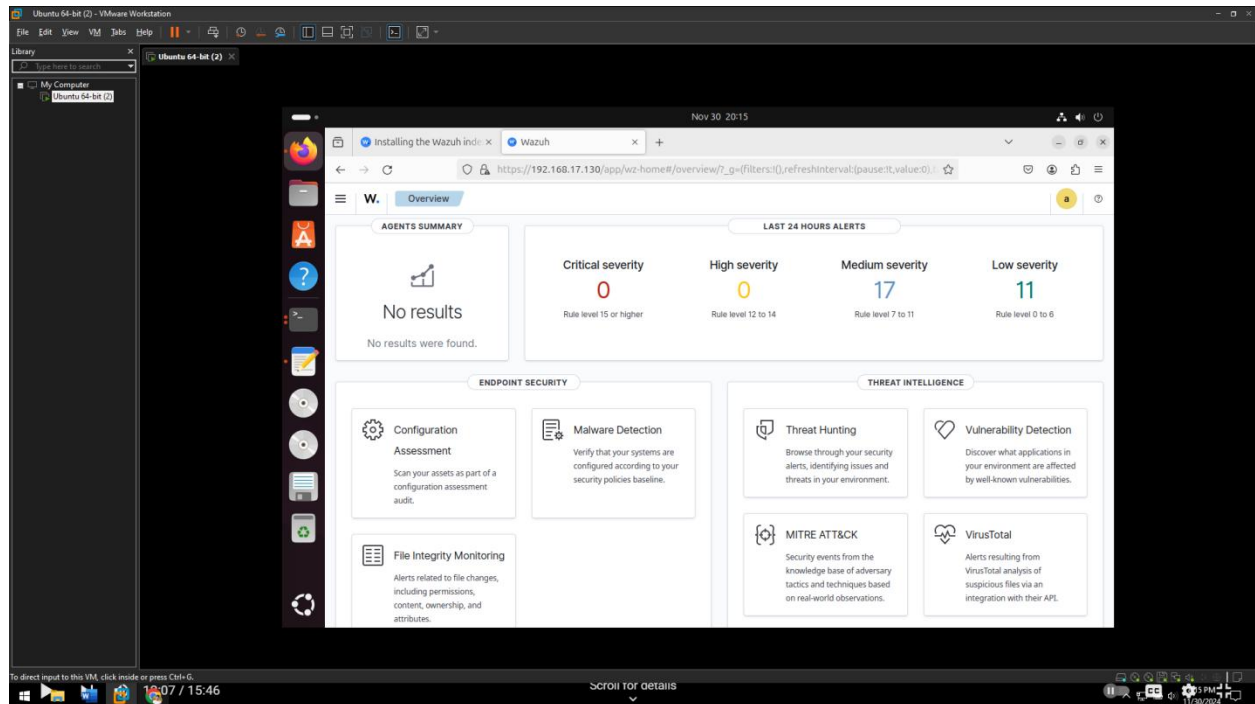 Ubuntu 64-bit (2) - VMware Workstation
File Edit View VM Tabs Help
Library
Type here to search
My Computer
Ubuntu 64-bit (2)
Ubuntu 64-bit (2)
Nov 30 20:15
Installing the Wazuh inde
Wazuh
https://192.168.17.130/app/wz-home#/overview/?_g=(filters:!(),refreshInterval:(pause:!t,value:0),
W. Overview a
AGENTS SUMMARY
No results
No results were found.
LAST 24 HOURS ALERTS
Critical severity
0
Rule level 15 or higher
High severity
0
Rule level 12 to 14
Medium severity
17
Rule level 7 to 11
Low severity
11
Rule level 0 to 6
ENDPOINT SECURITY
Configuration
Assessment
Scan your assets as part of a
configuration assessment
audit.
Malware Detection
Verify that your systems are
configured according to your
security policies baseline.
File Integrity Monitoring
Alerts related to file changes,
including permissions,
content, ownership, and
attributes.
THREAT INTELLIGENCE
Threat Hunting
Browse through your security
alerts, identifying issues and
threats in your environment.
Vulnerability Detection
Discover what applications in
your environment are affected
by well-known vulnerabilities.
MITRE ATT&CK
Security events from the
knowledge base of adversary
tactics and techniques based
on real-world observations.
VirusTotal
Alerts resulting from
VirusTotal analysis of
suspicious files via an
integration with their API.
To direct input to this VM, click inside or press Ctrl+G.
/ 15:46
Scroll for details
CC
PM
11/30/2024